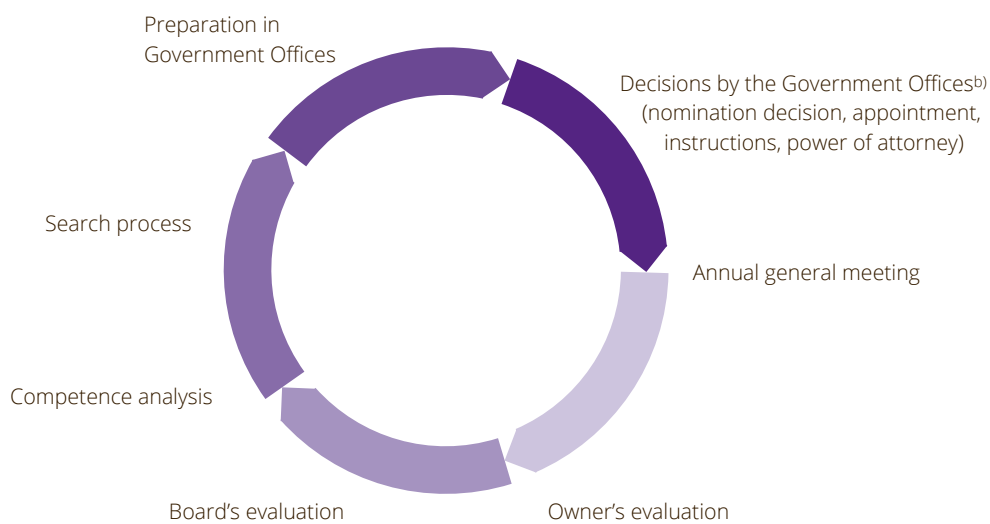 Preparation in
Government Offices
Decisions by the Government Officesb)
(nomination decision, appointment,
instructions, power of attorney)
Search process
Annual general meeting
Competence analysis
Board’s evaluation
Owner’s evaluation